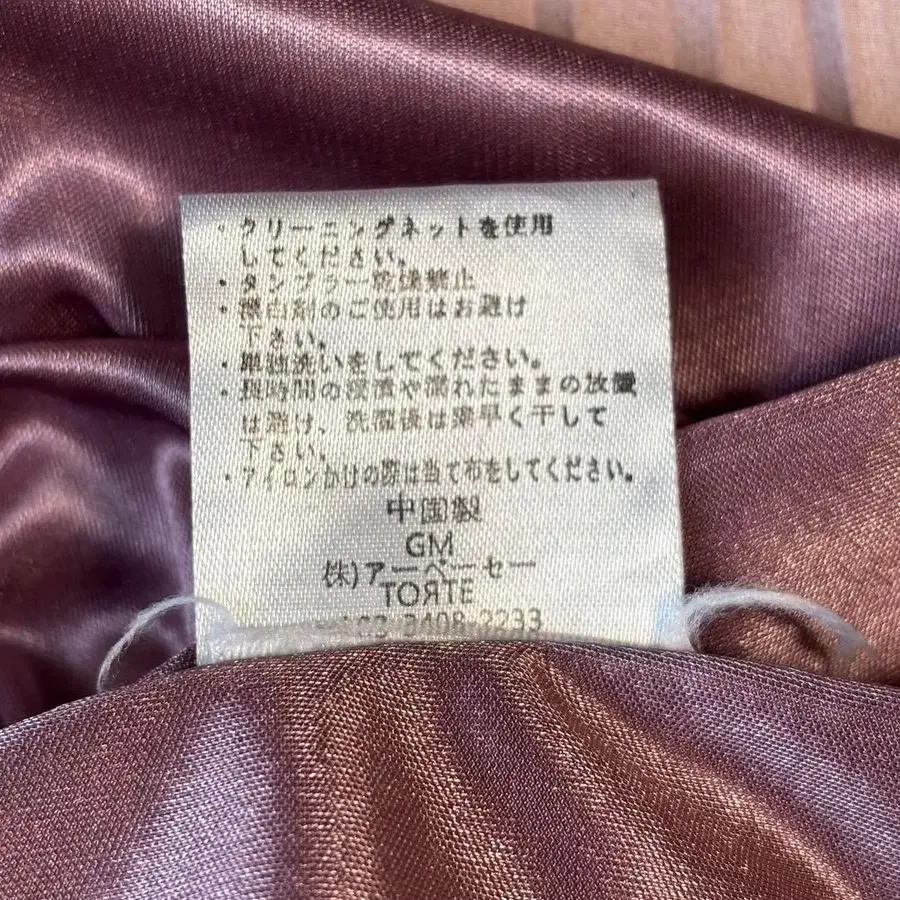 ・クリーニングネットを使用
してください。
・タンブラー乾燥禁止
・漂白剤のご使用はお避け
下さい。
・単独洗いをしてください。
・長時間の浸漬や濡れたままの放置
は避け、洗濯後は素早く干して
下さい。
・アイロンかけの際は当て布をしてください。
中国製
GM
(株)アーベーセー
TOЯTE
03-3408-2233